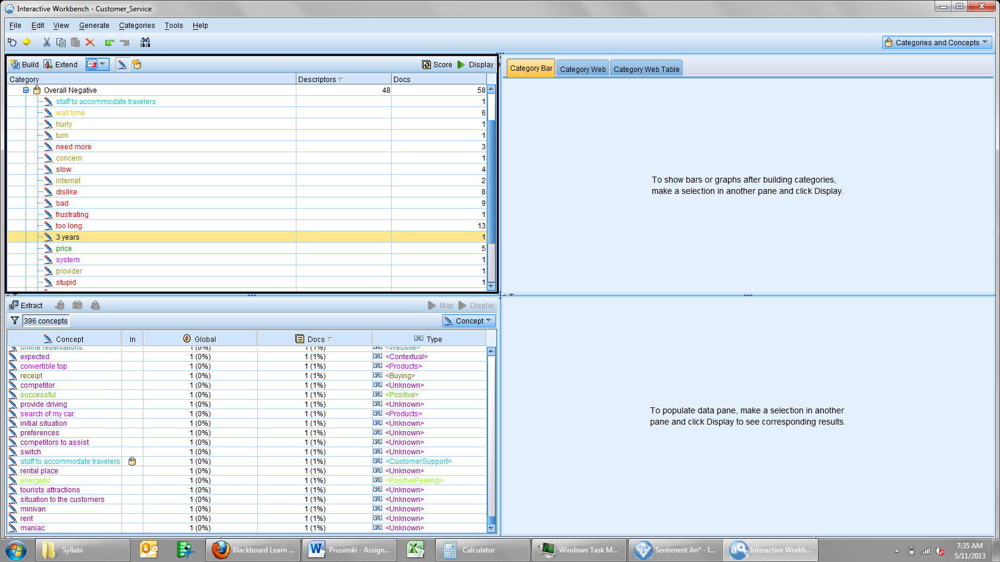 Interactive Workbench - Customer_Service
File Edit View Generate Categories Tools Help
Categories and Concepts
Build Extend Score Display
Category Descriptors Docs
Overall Negative 48 58
staff to accommodate travelers 1
wait time 6
hurry 1
turn 1
need more 3
concern 1
slow 4
internet 2
dislike 8
bad 9
frustrating 1
too long 13
3 years 1
price 5
system 1
provider 1
stupid 1
Category Bar Category Web Category Web Table
To show bars or graphs after building categories,
make a selection in another pane and click Display.
Extract Map Display
396 concepts Concept
Concept In Global Docs Type
online reservations 1 (0%) 1 (1%) <Website>
expected 1 (0%) 1 (1%) <Contextual>
convertible top 1 (0%) 1 (1%) <Products>
receipt 1 (0%) 1 (1%) <Buying>
competitor 1 (0%) 1 (1%) <Unknown>
successful 1 (0%) 1 (1%) <Positive>
provide driving 1 (0%) 1 (1%) <Unknown>
search of my car 1 (0%) 1 (1%) <Products>
initial situation 1 (0%) 1 (1%) <Unknown>
preferences 1 (0%) 1 (1%) <Unknown>
competitors to assist 1 (0%) 1 (1%) <Unknown>
switch 1 (0%) 1 (1%) <Unknown>
staff to accommodate travelers 1 (0%) 1 (1%) <CustomerSupport>
rental place 1 (0%) 1 (1%) <Unknown>
energetic 1 (0%) 1 (1%) <PositiveFeeling>
tourists attractions 1 (0%) 1 (1%) <Unknown>
situation to the customers 1 (0%) 1 (1%) <Unknown>
minivan 1 (0%) 1 (1%) <Unknown>
rent 1 (0%) 1 (1%) <Unknown>
maniac 1 (0%) 1 (1%) <Unknown>
To populate data pane, make a selection in another
pane and click Display to see corresponding results.
Syllabi Blackboard Learn ... Prusinski - Assign... Calculator Windows Task M... Sentiment An* - I... Interactive Workb...
7:35 AM
5/11/2013